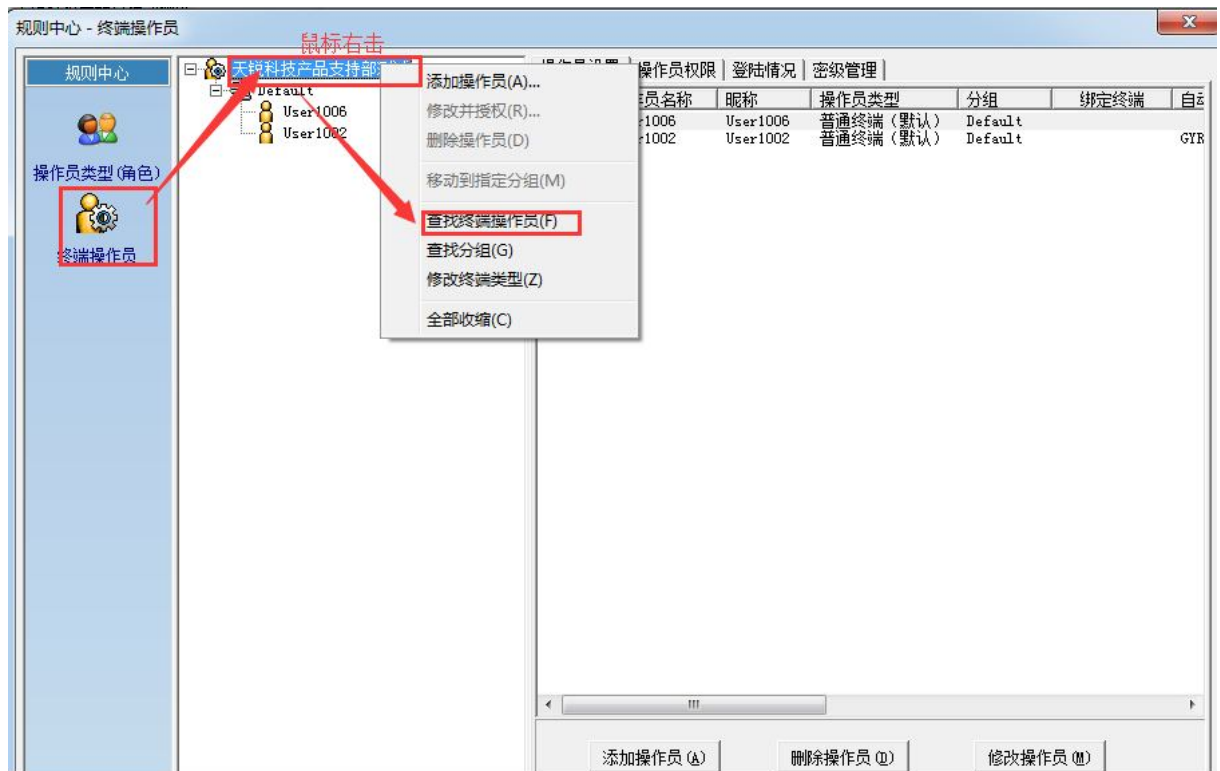 规则中心 - 终端操作员
鼠标右击
规则中心
操作员类型(角色)
终端操作员
天锐科技产品支持部
Default
User1006
User1002
添加操作员(A)...
修改并授权(R)...
删除操作员(D)
移动到指定分组(M)
查找终端操作员(F)
查找分组(G)
修改终端类型(Z)
全部收缩(C)
操作员设置 操作员权限 登陆情况 密级管理
员名称 昵称 操作员类型 分组 绑定终端
1006 User1006 普通终端（默认） Default
1002 User1002 普通终端（默认） Default GYR
添加操作员(A) 删除操作员(D) 修改操作员(M)